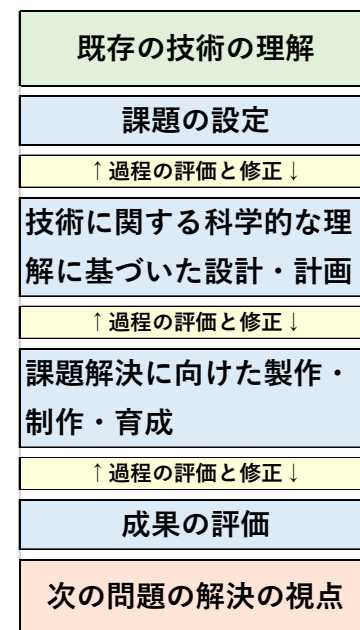 既存の技術の理解
課題の設定
↑過程の評価と修正↓
技術に関する科学的な理
解に基づいた設計・計画
↑過程の評価と修正↓
課題解決に向けた製作・
制作・育成
↑過程の評価と修正↓
成果の評価
次の問題の解決の視点